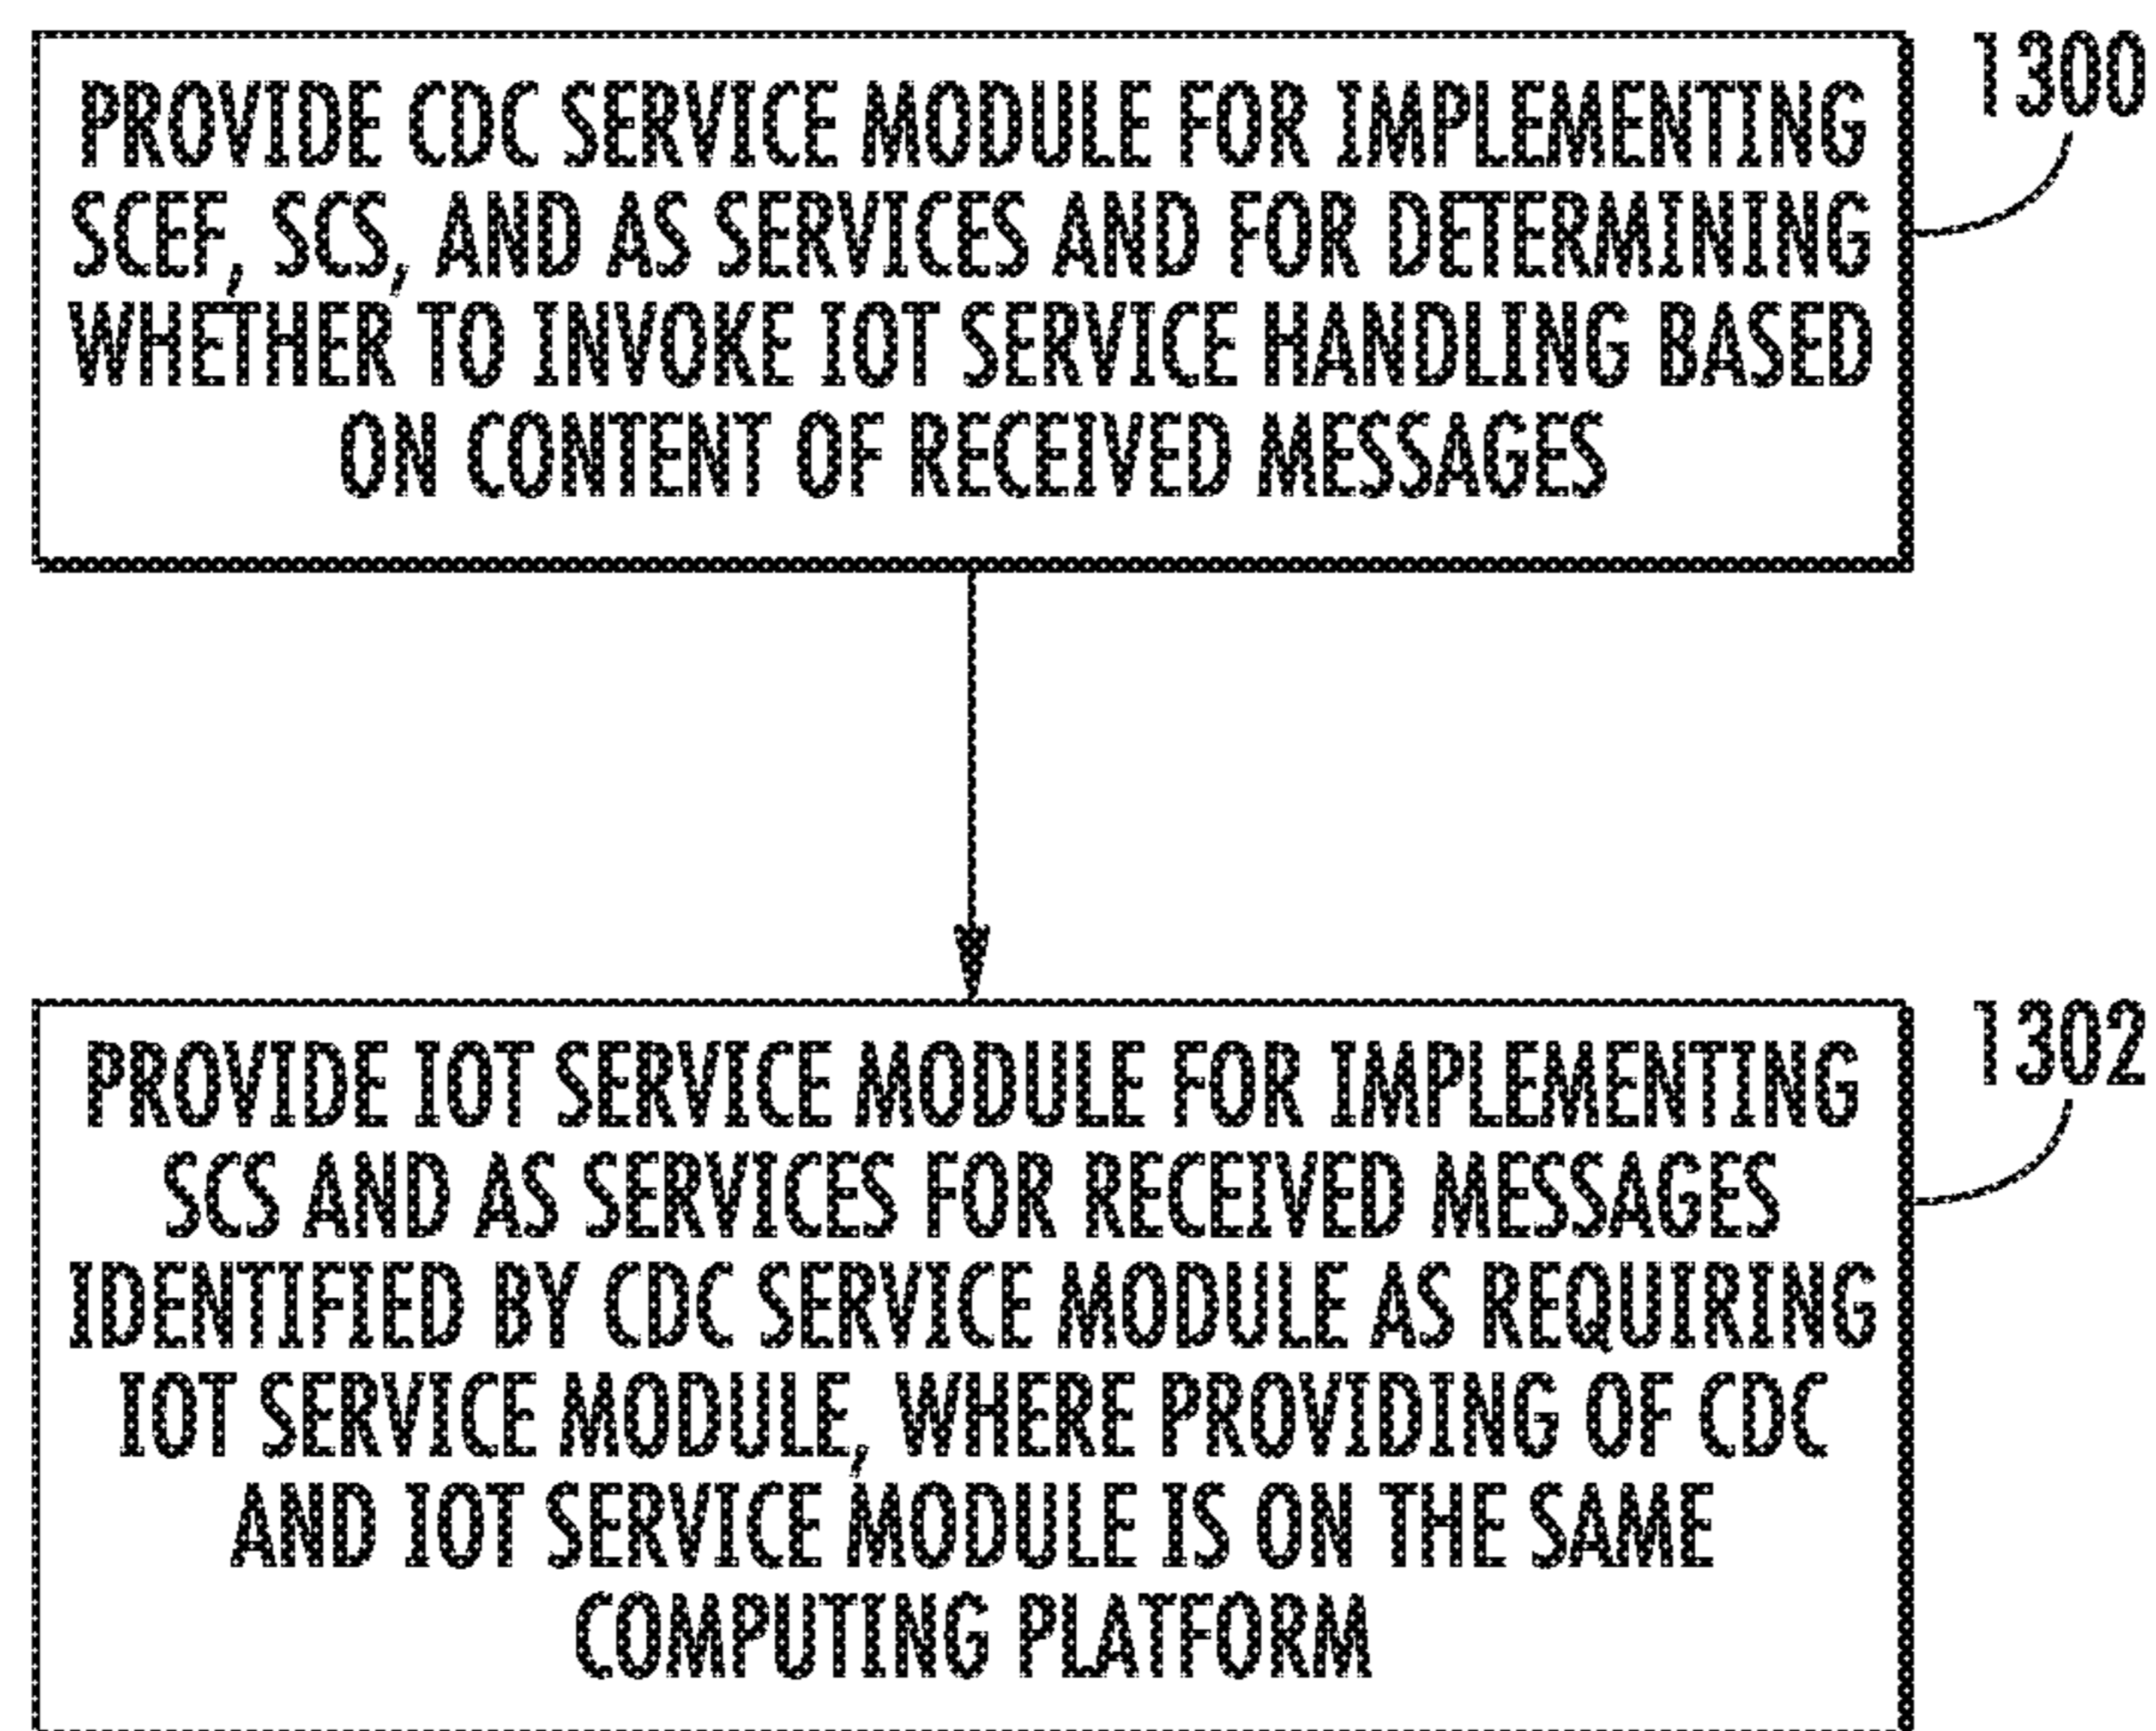 PROVIDE CDC SERVICE MODULE FOR IMPLEMENTING
SCEF, SCS, AND AS SERVICES AND FOR DETERMINING
WHETHER TO INVOKE IOT SERVICE HANDLING BASED
ON CONTENT OF RECEIVED MESSAGES
1300
PROVIDE IOT SERVICE MODULE FOR IMPLEMENTING
SCS AND AS SERVICES FOR RECEIVED MESSAGES
IDENTIFIED BY CDC SERVICE MODULE AS REQUIRING
IOT SERVICE MODULE, WHERE PROVIDING OF CDC
AND IOT SERVICE MODULE IS ON THE SAME
COMPUTING PLATFORM
1302